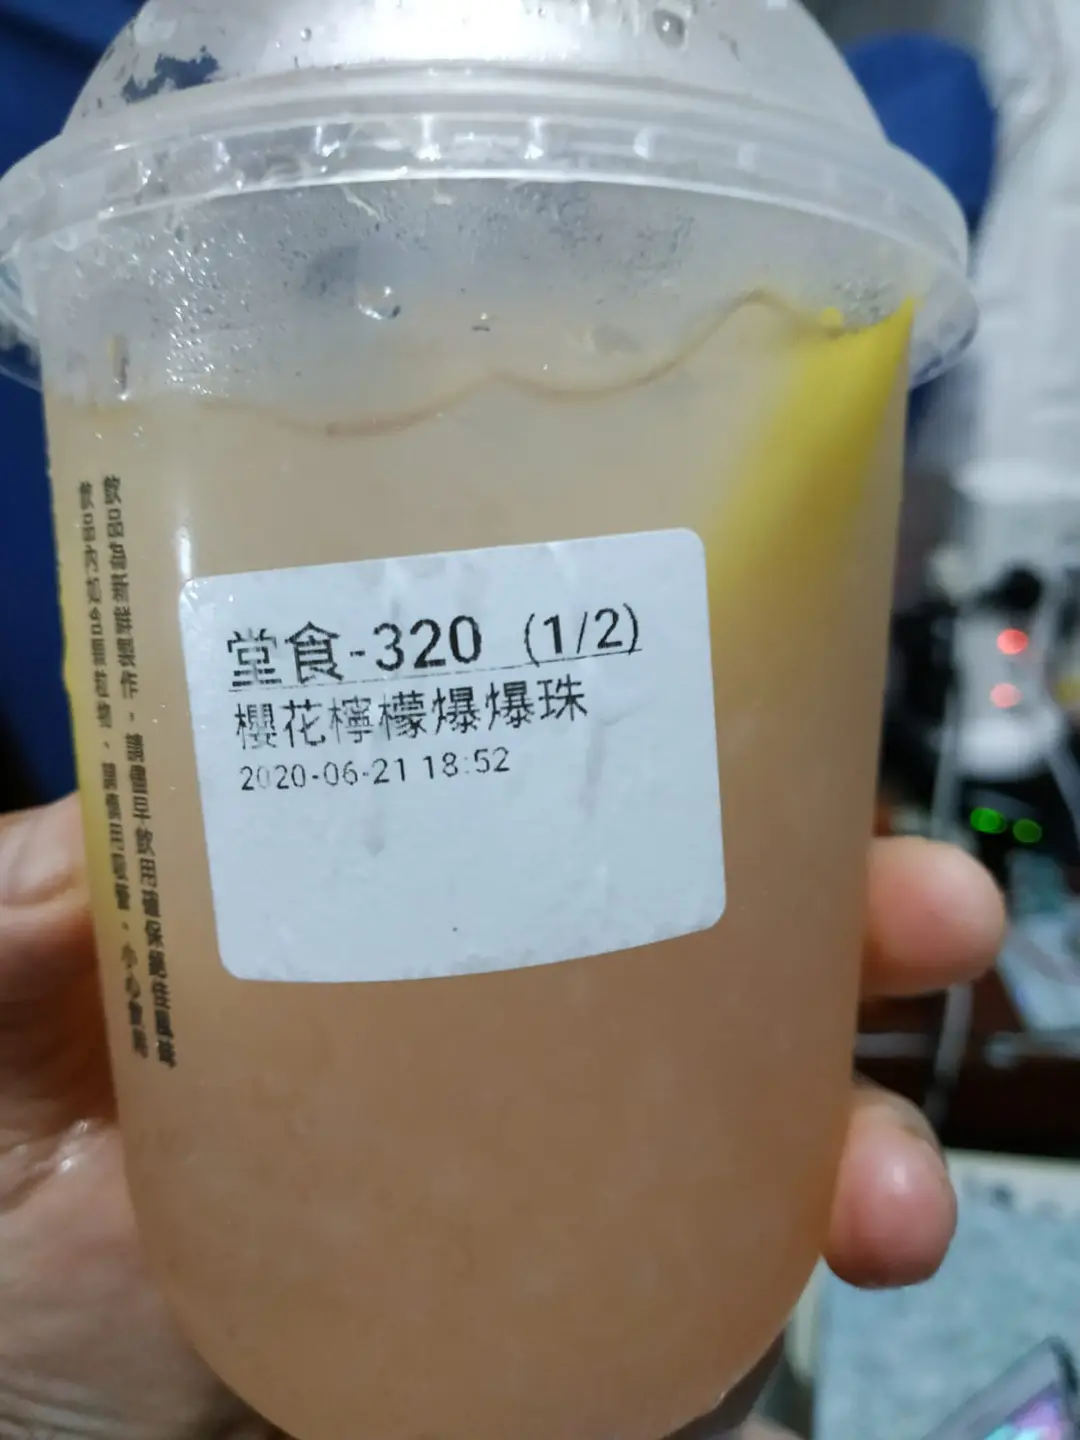 堂食-320 (1/2)
櫻花檸檬爆爆珠
2020-06-21 18:52
飲品為新鮮製作，請儘早飲用確保絕佳風味
飲品內如含顆粒物、請慎用吸管、小心食用